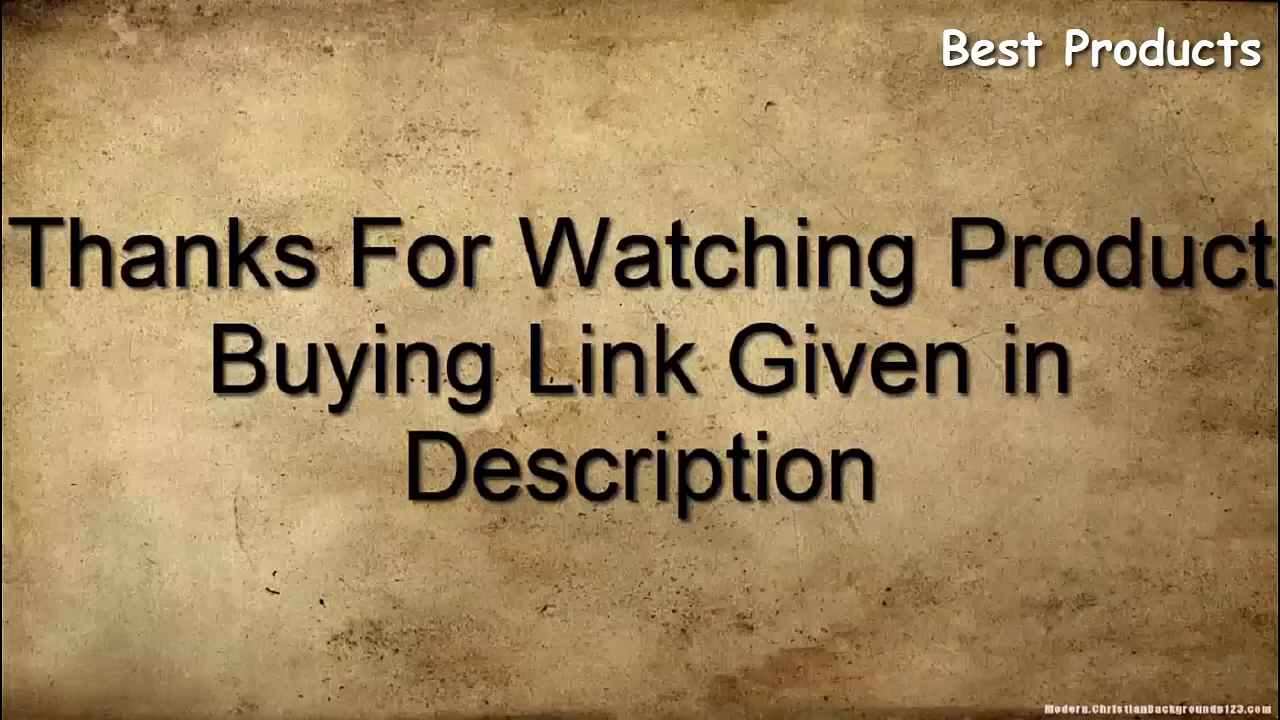 Best Products
Thanks For Watching Product
Buying Link Given in
Description
Modern.ChristianBackgrounds123.com